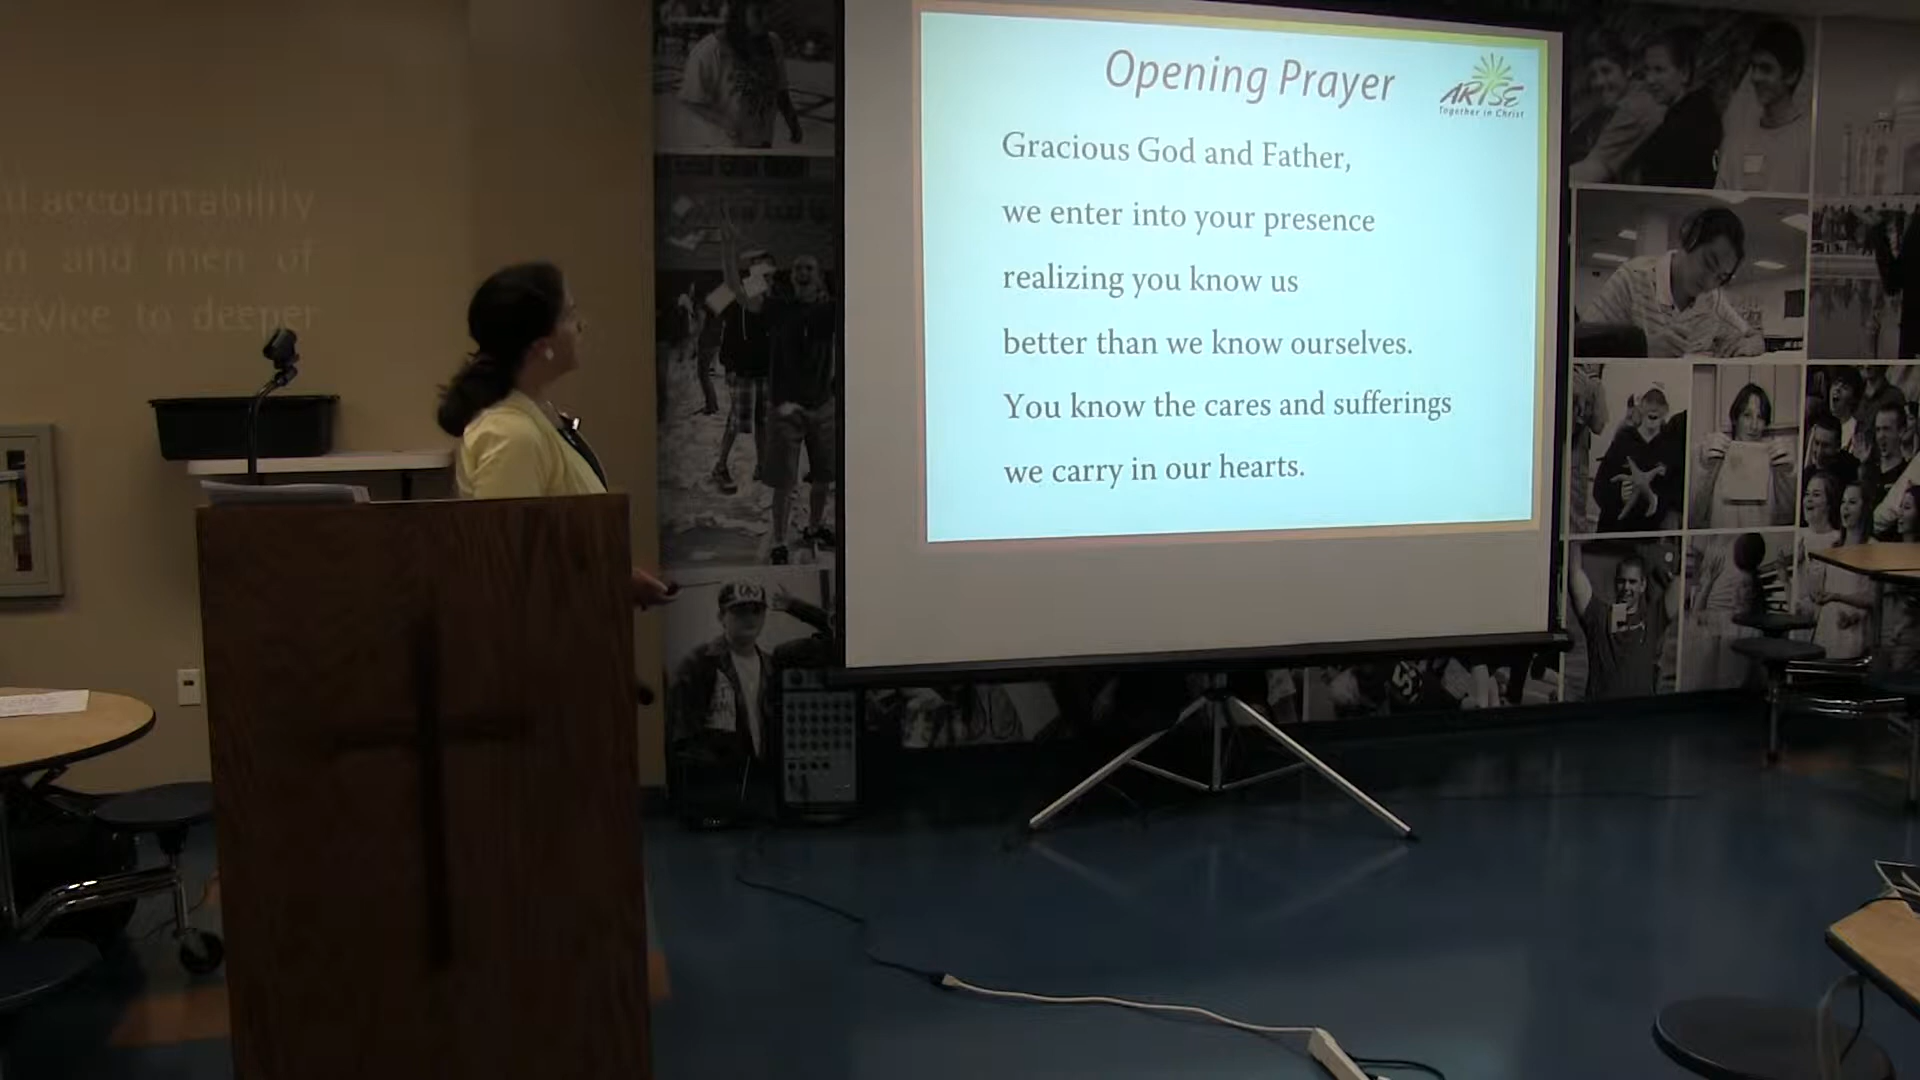 Opening Prayer
ARISE
Together in Christ
Gracious God and Father,
we enter into your presence
realizing you know us
better than we know ourselves.
You know the cares and sufferings
we carry in our hearts.
accountability
and men of
service to deeper